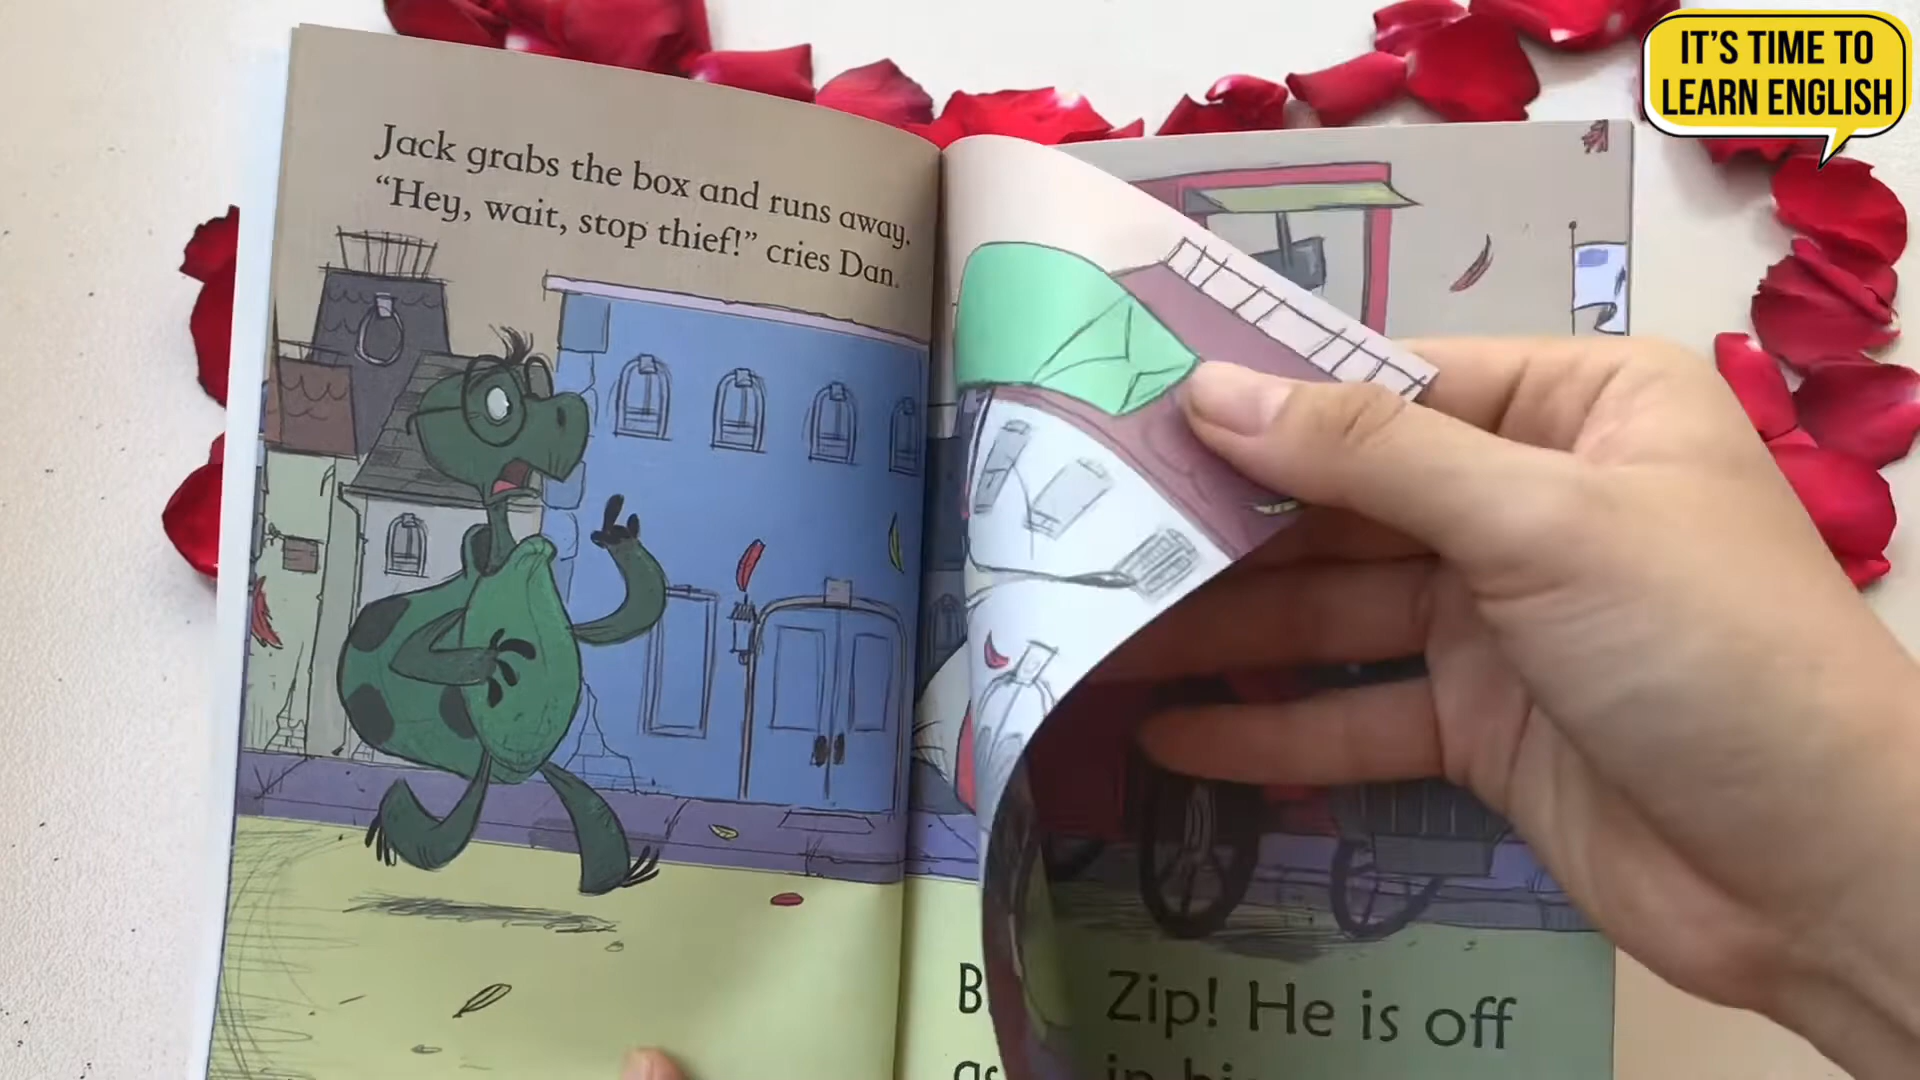 IT'S TIME TO
LEARN ENGLISH
Jack grabs the box and runs away.
"Hey, wait, stop thief!" cries Dan.
Zip! He is off
in